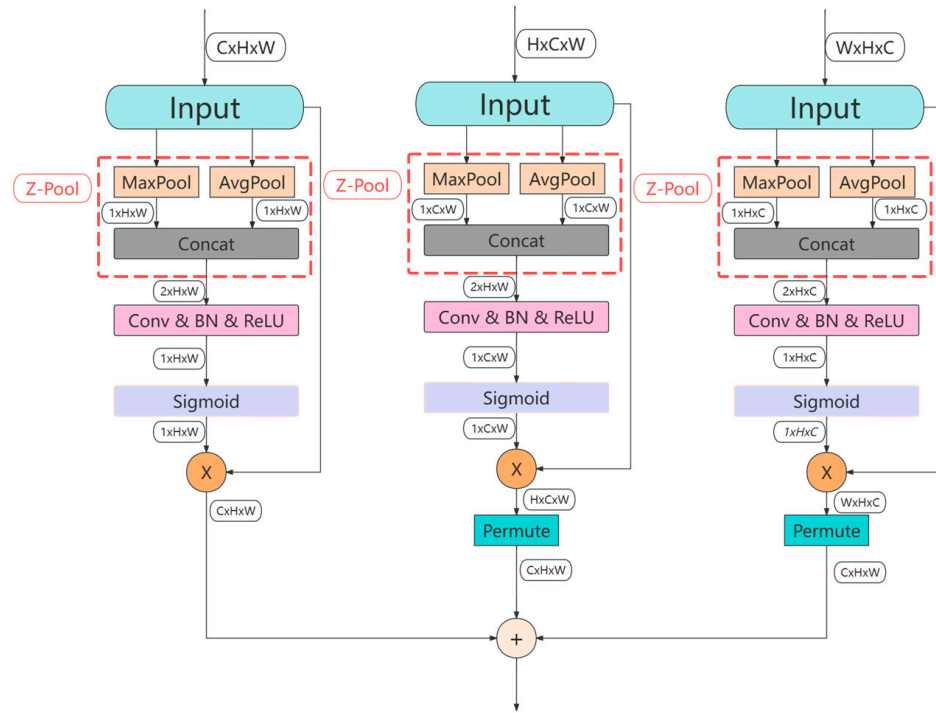 CxHxW
HxCxW
WxHxC
Input
Input
Input
Z-Pool
MaxPool
AvgPool
Z-Pool
MaxPool
AvgPool
Z-Pool
MaxPool
AvgPool
1xHxW
1xHxW
1xCxW
1xCxW
1xHxC
1xHxC
Concat
Concat
Concat
2xHxW
2xHxW
2xHxC
Conv & BN & ReLU
Conv & BN & ReLU
Conv & BN & ReLU
1xHxW
1xCxW
1xHxC
Sigmoid
Sigmoid
Sigmoid
1xHxW
1xCxW
1xHxC
X
X
X
CxHxW
HxCxW
WxHxC
Permute
Permute
CxHxW
CxHxW
+